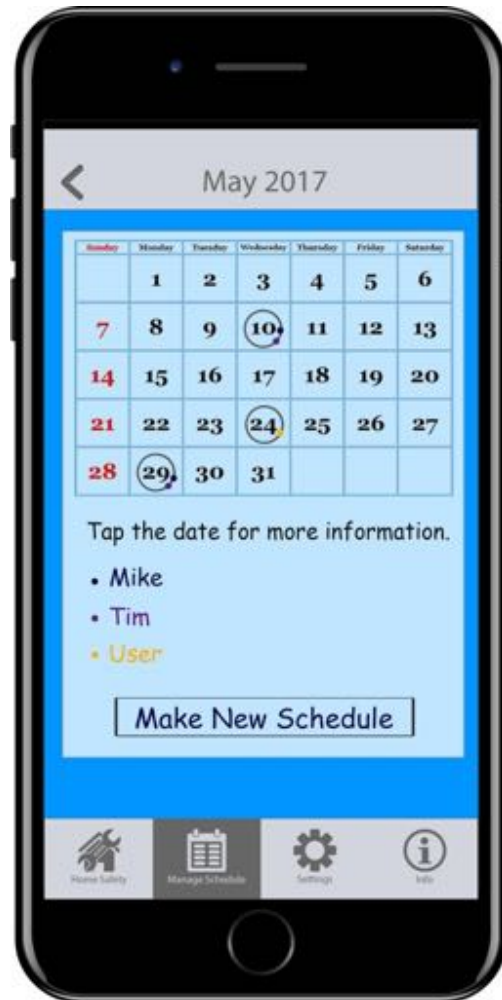 May 2017
Sunday Monday Tuesday Wednesday Thursday Friday Saturday
1 2 3 4 5 6
7 8 9 10 11 12 13
14 15 16 17 18 19 20
21 22 23 24 25 26 27
28 29 30 31
Tap the date for more information.
• Mike
• Tim
• User
Make New Schedule
Home Safety Manage Schedule Settings Info